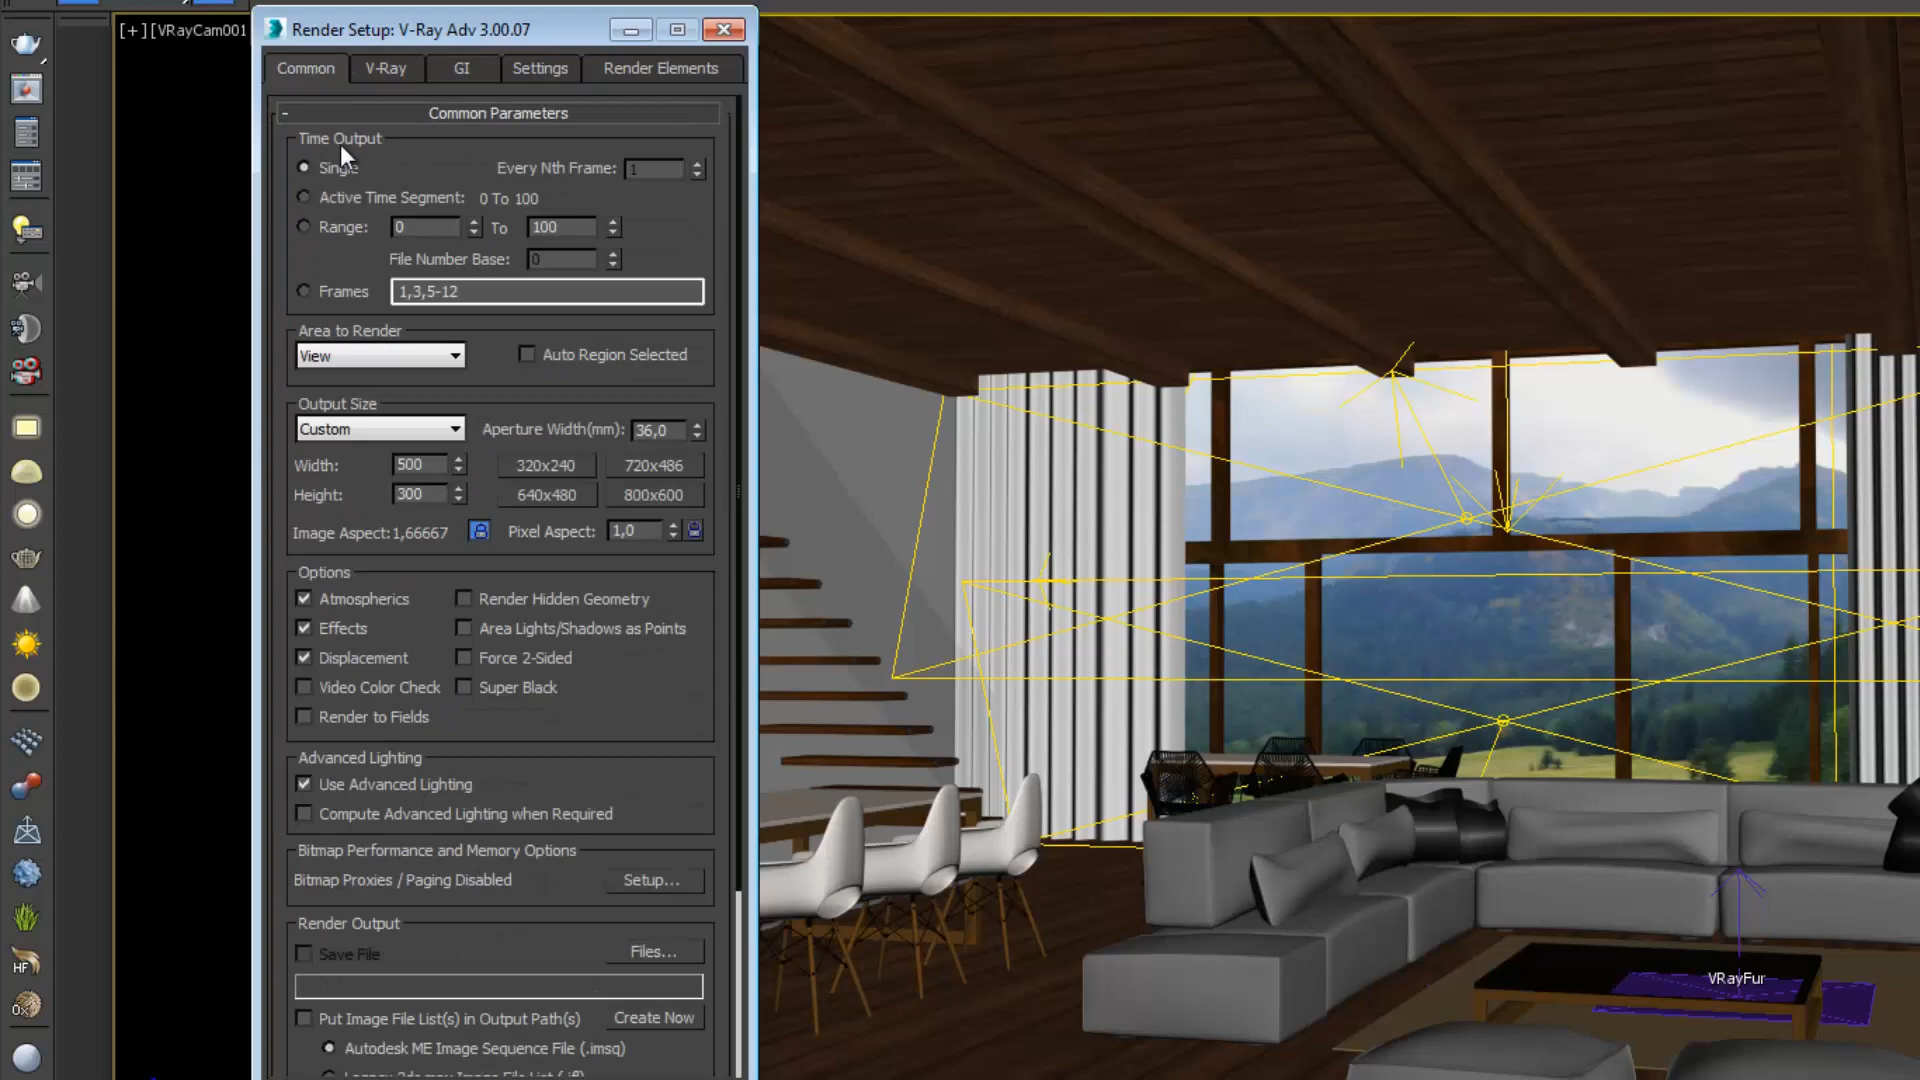 [+][VRayCam001
Render Setup: V-Ray Adv 3.00.07
Common V-Ray GI Settings Render Elements
- Common Parameters
Time Output
Single Every Nth Frame: 1
Active Time Segment: 0 To 100
Range: 0 To 100
File Number Base: 0
Frames 1,3,5-12
Area to Render
View Auto Region Selected
Output Size
Custom Aperture Width(mm): 36,0
Width: 500 320x240 720x486
Height: 300 640x480 800x600
Image Aspect: 1,66667 Pixel Aspect: 1,0
Options
Atmospherics Render Hidden Geometry
Effects Area Lights/Shadows as Points
Displacement Force 2-Sided
Video Color Check Super Black
Render to Fields
Advanced Lighting
Use Advanced Lighting
Compute Advanced Lighting when Required
Bitmap Performance and Memory Options
Bitmap Proxies / Paging Disabled Setup...
Render Output
Save File Files...
Put Image File List(s) in Output Path(s) Create Now
Autodesk ME Image Sequence File (.imsq)
VRayFur
HF